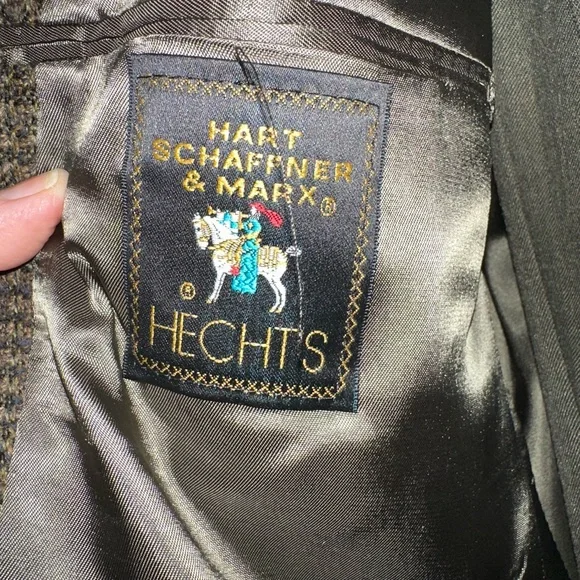 HART
SCHAFFNER
& MARX®
®
HECHT'S